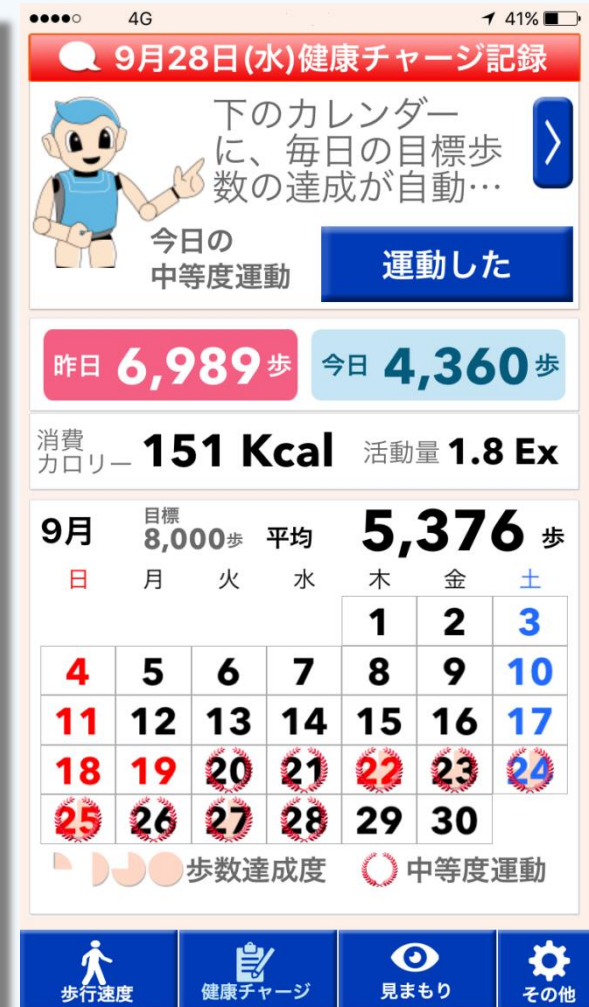 4G
41%
9月28日(水)健康チャージ記録
下のカレンダー
に、毎日の目標歩
数の達成が自動…
今日の
中等度運動
運動した
昨日 6,989 歩
今日 4,360 歩
消費
カロリー 151 Kcal 活動量 1.8 Ex
9月 目標
8,000歩 平均 5,376 歩
日 月 火 水 木 金 土
1 2 3
4 5 6 7 8 9 10
11 12 13 14 15 16 17
18 19 20 21 22 23 24
25 26 27 28 29 30
歩数達成度 中等度運動
歩行速度 健康チャージ 見まもり その他